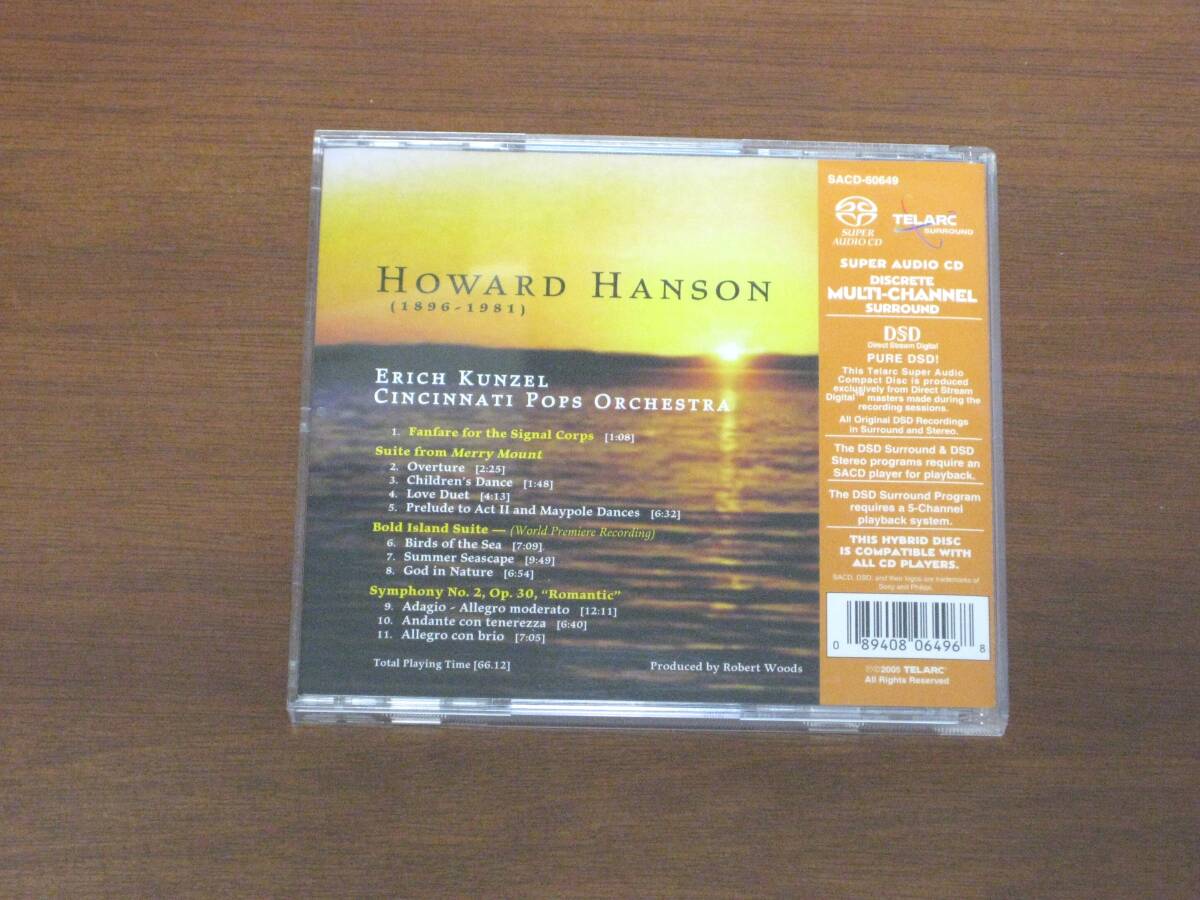 HOWARD HANSON
(1896-1981)
ERICH KUNZEL
CINCINNATI POPS ORCHESTRA
1. Fanfare for the Signal Corps [1:08]
Suite from Merry Mount
2. Overture [2:25]
3. Children's Dance [1:48]
4. Love Duet [4:13]
5. Prelude to Act II and Maypole Dances [6:32]
Bold Island Suite — (World Premiere Recording)
6. Birds of the Sea [7:09]
7. Summer Seascape [9:49]
8. God in Nature [6:54]
Symphony No. 2, Op. 30, "Romantic"
9. Adagio - Allegro moderato [12:11]
10. Andante con tenerezza [6:40]
11. Allegro con brio [7:05]
Total Playing Time [66.12]
Produced by Robert Woods
SACD-60649
SUPER
AUDIO CD
TELARC
SURROUND
SUPER AUDIO CD
DISCRETE
MULTI-CHANNEL
SURROUND
DSD
Direct Stream Digital
PURE DSD!
This Telarc Super Audio
Compact Disc is produced
exclusively from Direct Stream
Digital™ masters made during the
recording sessions.
All Original DSD Recordings
in Surround and Stereo.
The DSD Surround & DSD
Stereo programs require an
SACD player for playback.
The DSD Surround Program
requires a 5-Channel
playback system.
THIS HYBRID DISC
IS COMPATIBLE WITH
ALL CD PLAYERS.
SACD, DSD, and their logos are trademarks of
Sony and Philips.
0 89408 06496 8
℗©2005 TELARC
All Rights Reserved